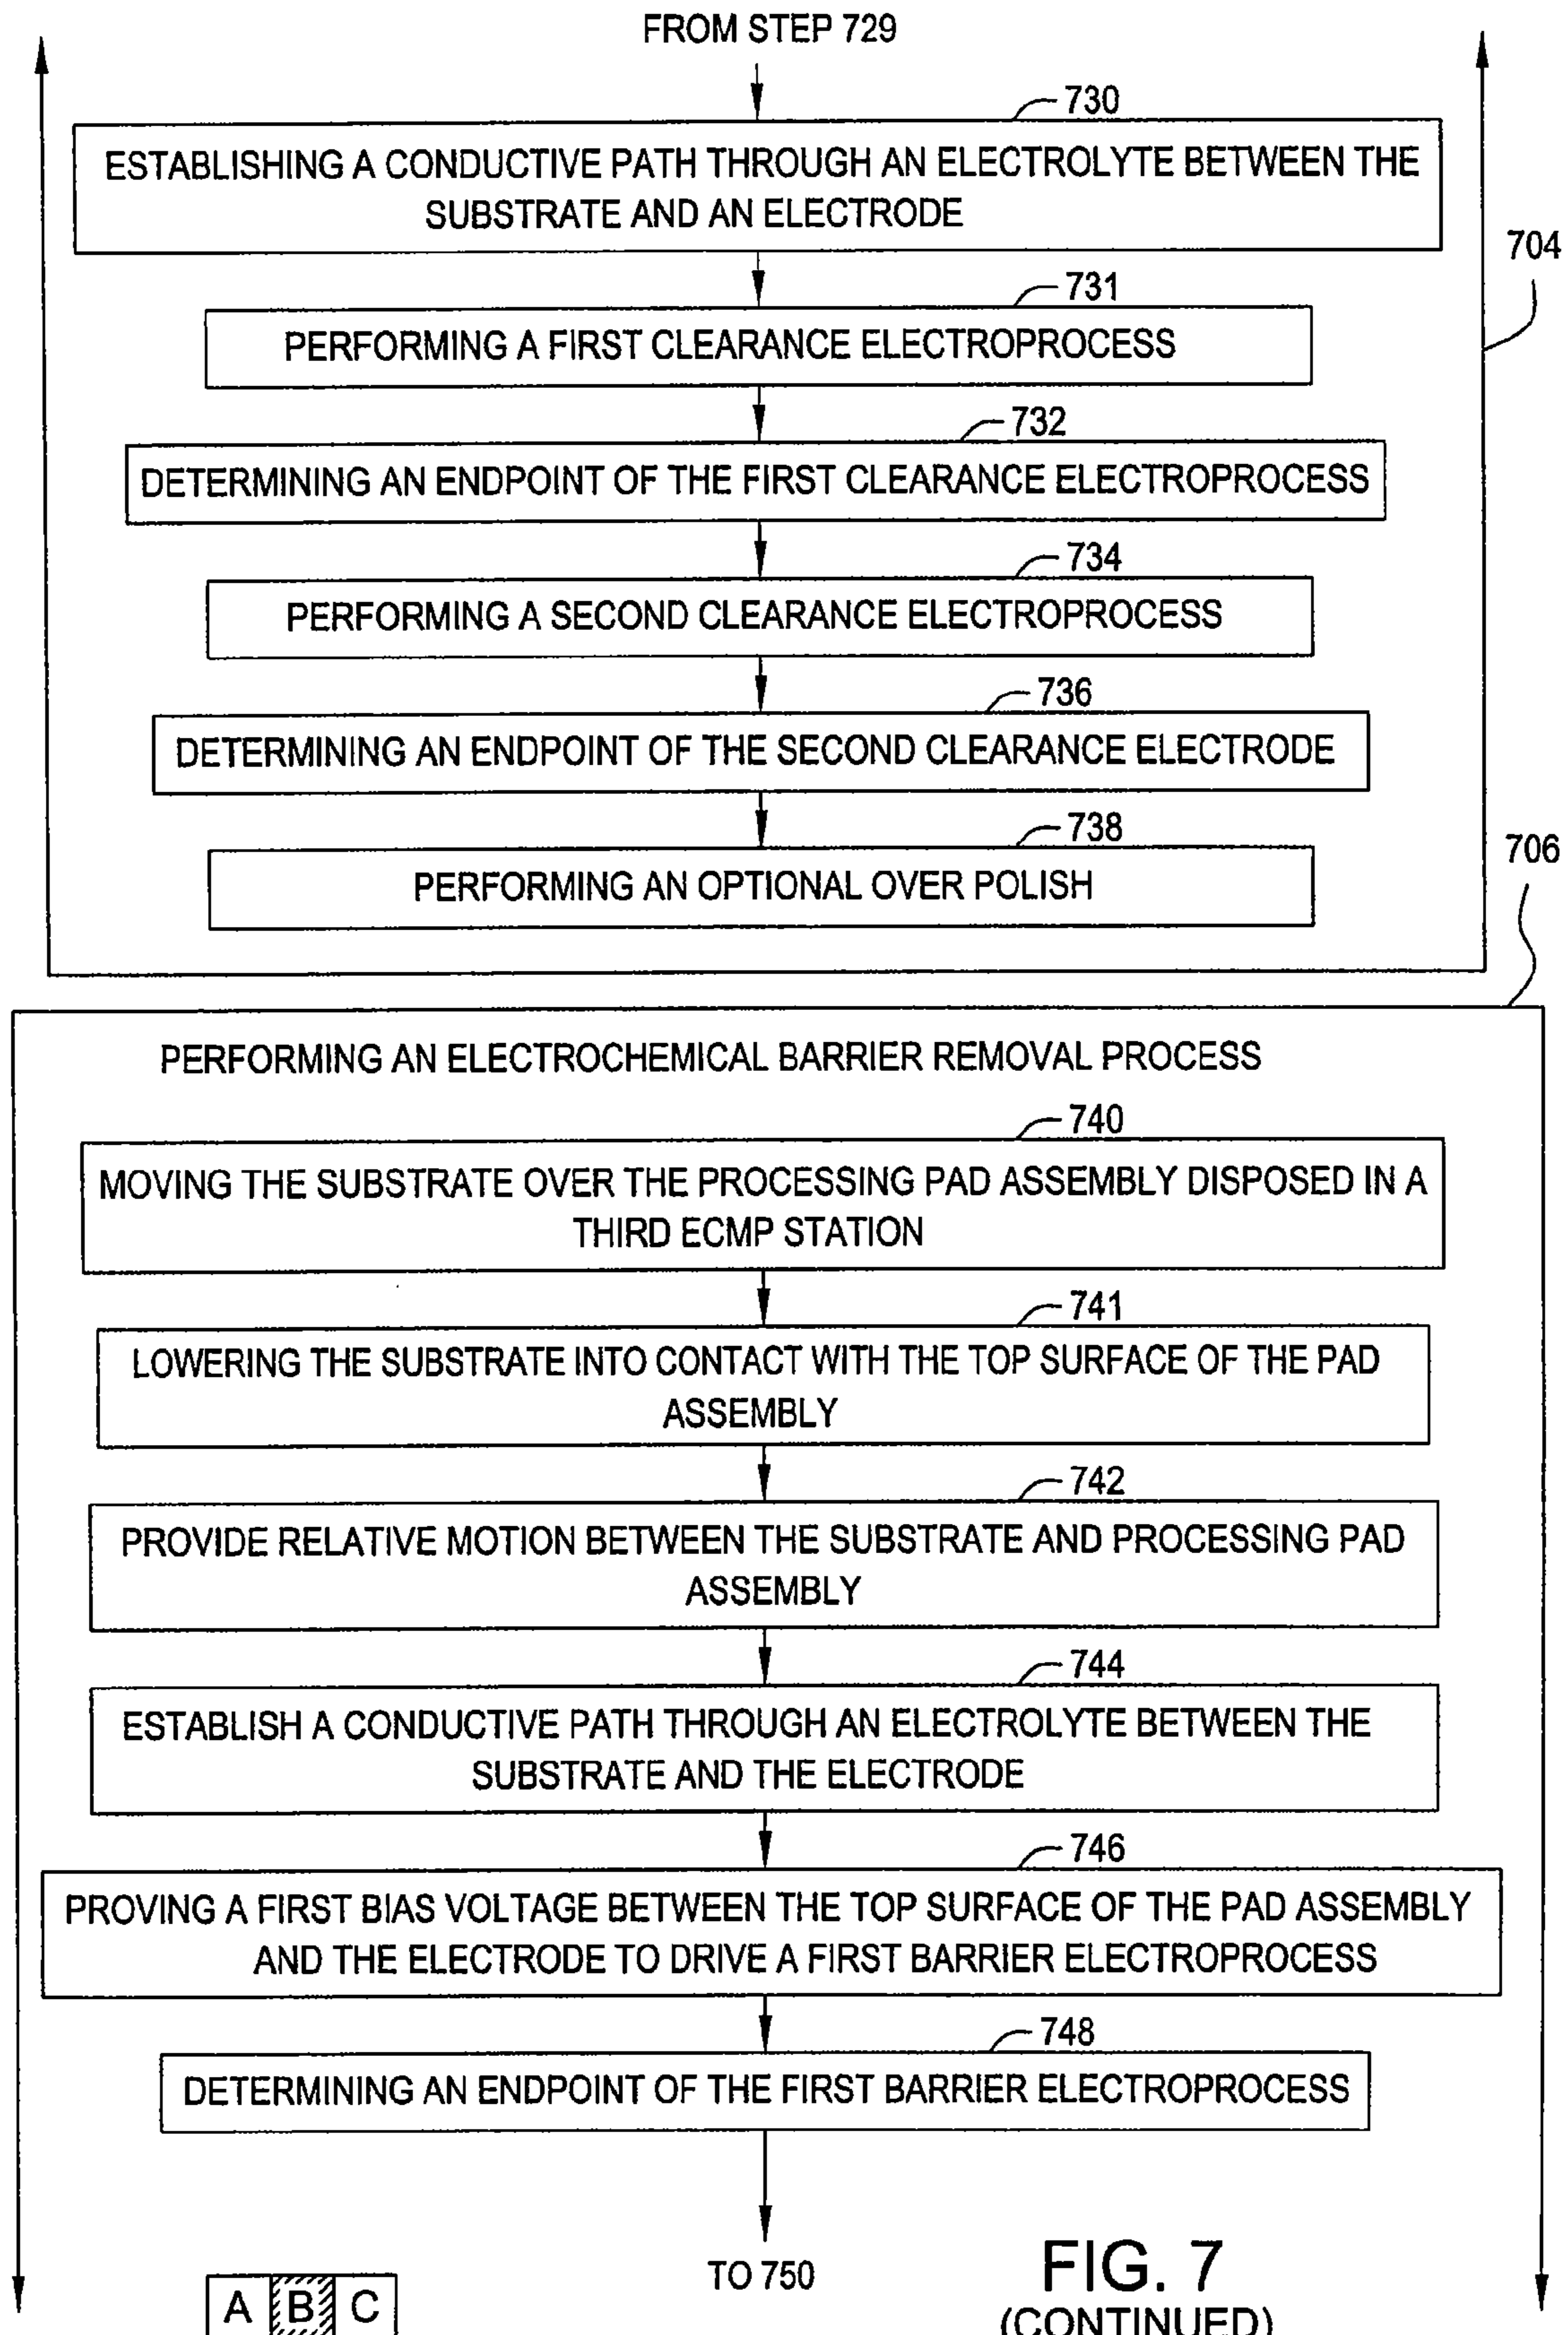 FROM STEP 729
730
ESTABLISHING A CONDUCTIVE PATH THROUGH AN ELECTROLYTE BETWEEN THE
SUBSTRATE AND AN ELECTRODE
704
731
PERFORMING A FIRST CLEARANCE ELECTROPROCESS
732
DETERMINING AN ENDPOINT OF THE FIRST CLEARANCE ELECTROPROCESS
734
PERFORMING A SECOND CLEARANCE ELECTROPROCESS
736
DETERMINING AN ENDPOINT OF THE SECOND CLEARANCE ELECTRODE
738
PERFORMING AN OPTIONAL OVER POLISH
706
PERFORMING AN ELECTROCHEMICAL BARRIER REMOVAL PROCESS
740
MOVING THE SUBSTRATE OVER THE PROCESSING PAD ASSEMBLY DISPOSED IN A
THIRD ECMP STATION
741
LOWERING THE SUBSTRATE INTO CONTACT WITH THE TOP SURFACE OF THE PAD
ASSEMBLY
742
PROVIDE RELATIVE MOTION BETWEEN THE SUBSTRATE AND PROCESSING PAD
ASSEMBLY
744
ESTABLISH A CONDUCTIVE PATH THROUGH AN ELECTROLYTE BETWEEN THE
SUBSTRATE AND THE ELECTRODE
746
PROVING A FIRST BIAS VOLTAGE BETWEEN THE TOP SURFACE OF THE PAD ASSEMBLY
AND THE ELECTRODE TO DRIVE A FIRST BARRIER ELECTROPROCESS
748
DETERMINING AN ENDPOINT OF THE FIRST BARRIER ELECTROPROCESS
TO 750
A B C
FIG. 7
(CONTINUED)